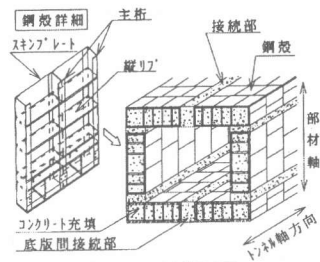 鋼殻詳細
主桁
スキンプレート
縦リブ
接続部
鋼殻
部材軸
コンクリート充填
底版間接続部
トンネル軸方向